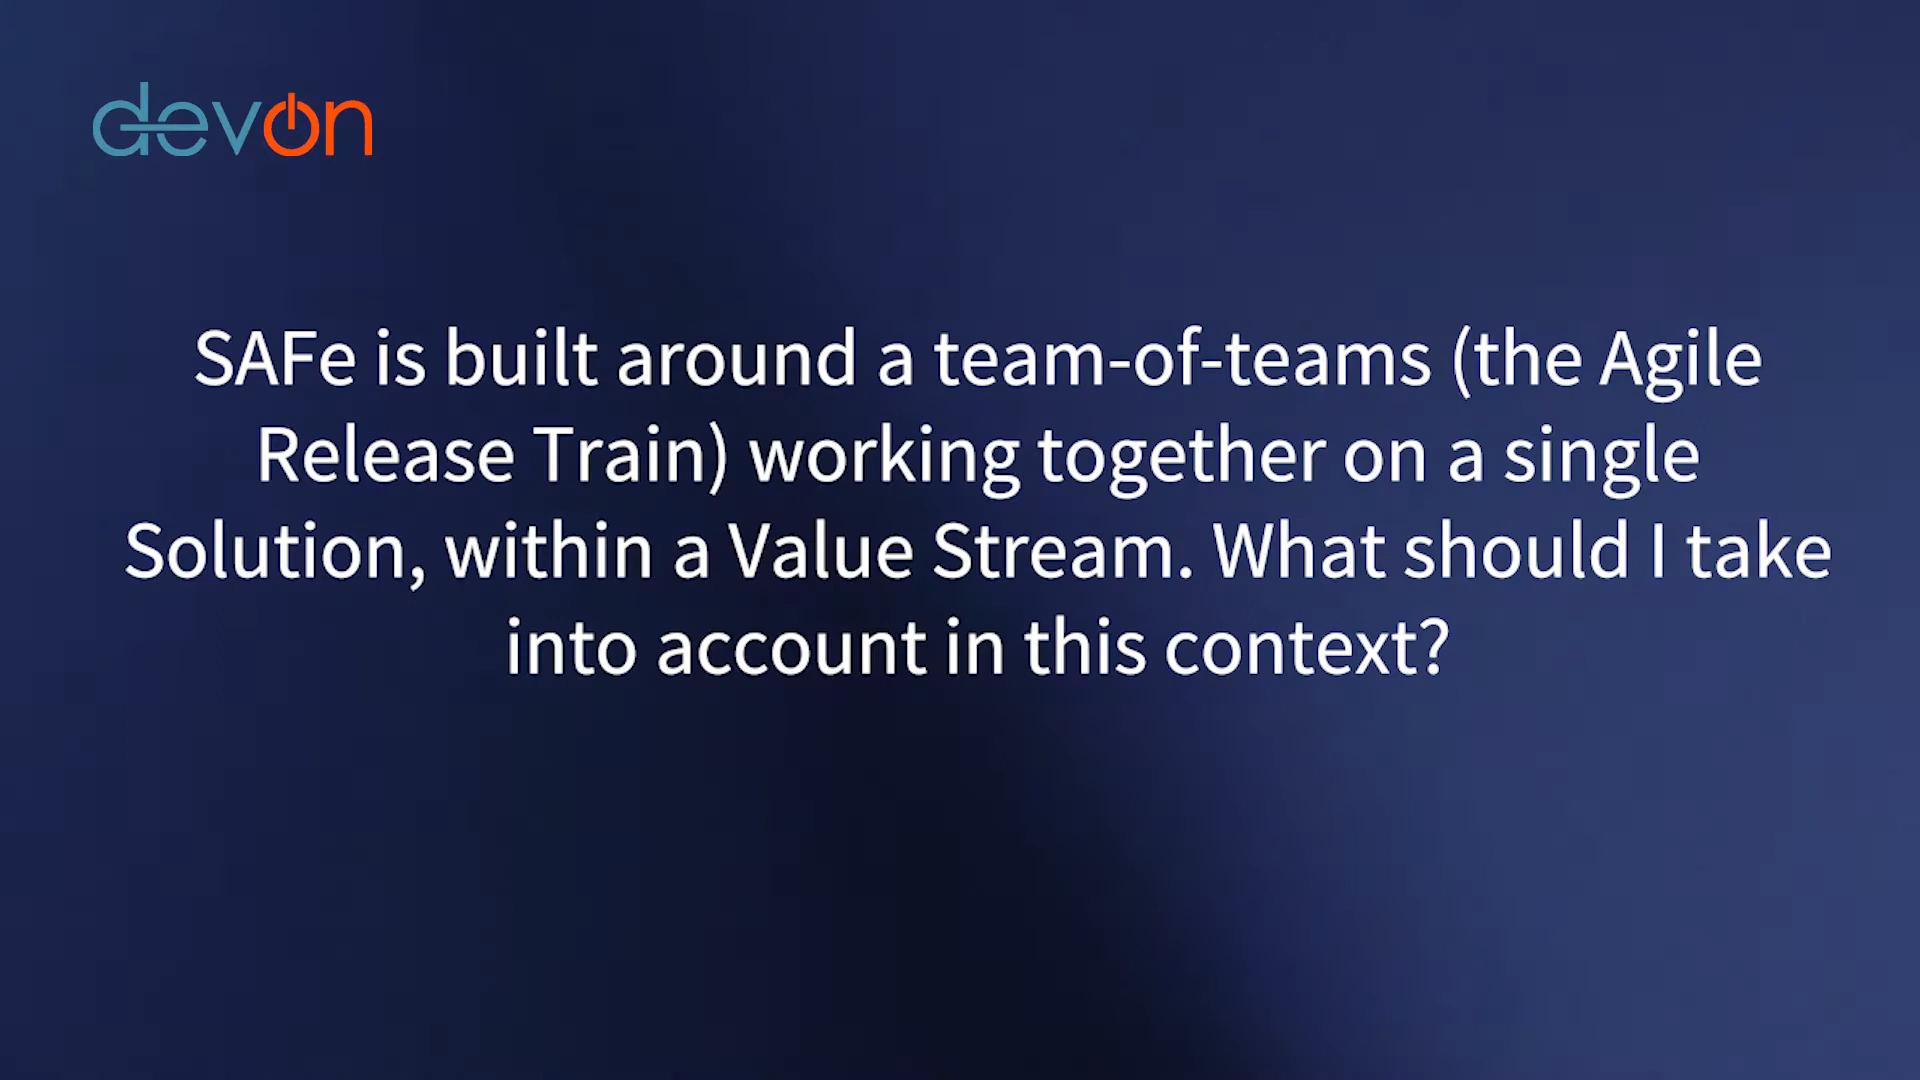 devon
SAFe is built around a team-of-teams (the Agile
Release Train) working together on a single
Solution, within a Value Stream. What should I take
into account in this context?